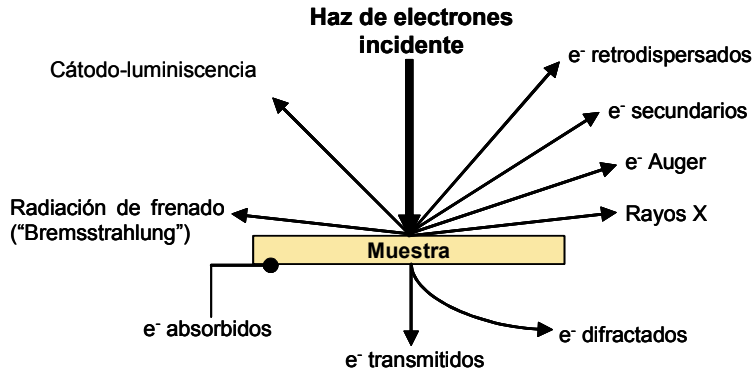 Haz de electrones
incidente
Cátodo-luminiscencia
e⁻ retrodispersados
e⁻ secundarios
e⁻ Auger
Rayos X
Radiación de frenado
(“Bremsstrahlung”)
Muestra
e⁻ absorbidos
e⁻ transmitidos
e⁻ difractados